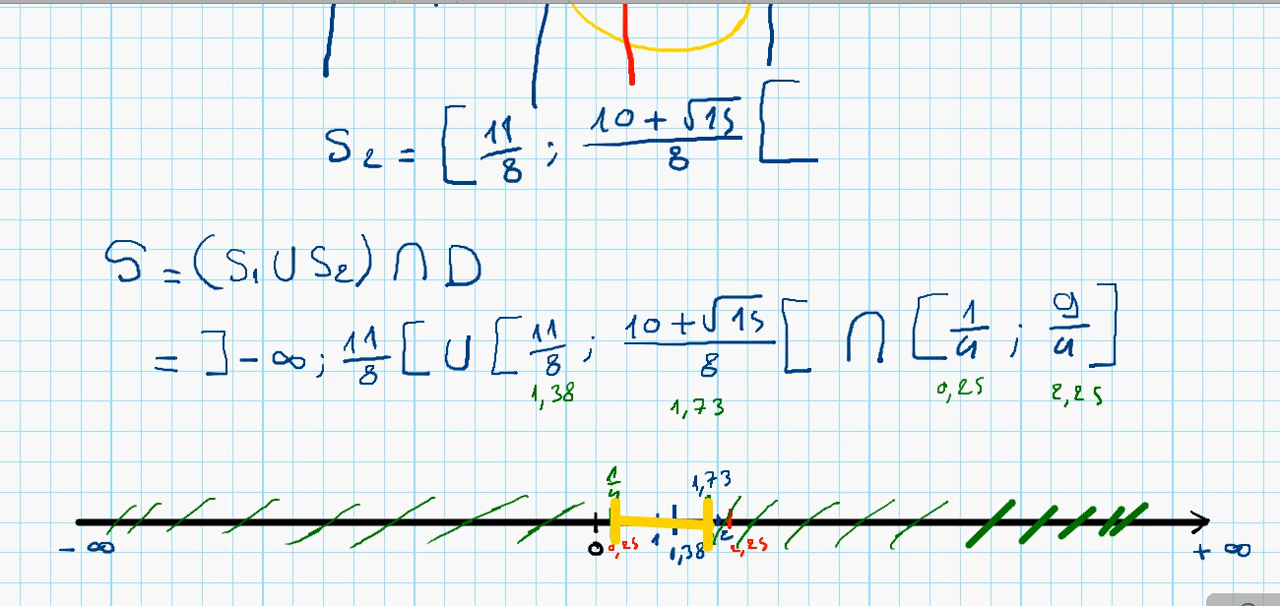 S₂ = [ 11/8 ; (10 + √15)/8 [
S = (S₁ ∪ S₂) ∩ D
= ] - ∞ ; 11/8 [ ∪ [ 11/8 ; (10 + √15)/8 [ ∩ [ 1/4 ; 9/4 ]
1,38 1,73 0,25 2,25
1/4 1,73
- ∞ 0 0,25 1 1,38 2 2,25 + ∞